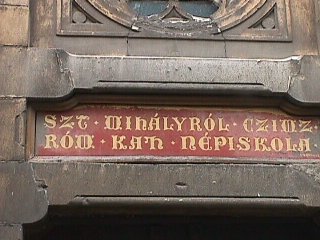 SZT · MIHÁLYRÓL · CZIMZ ·
RÓM · KAT · NÉPISKOLA ·